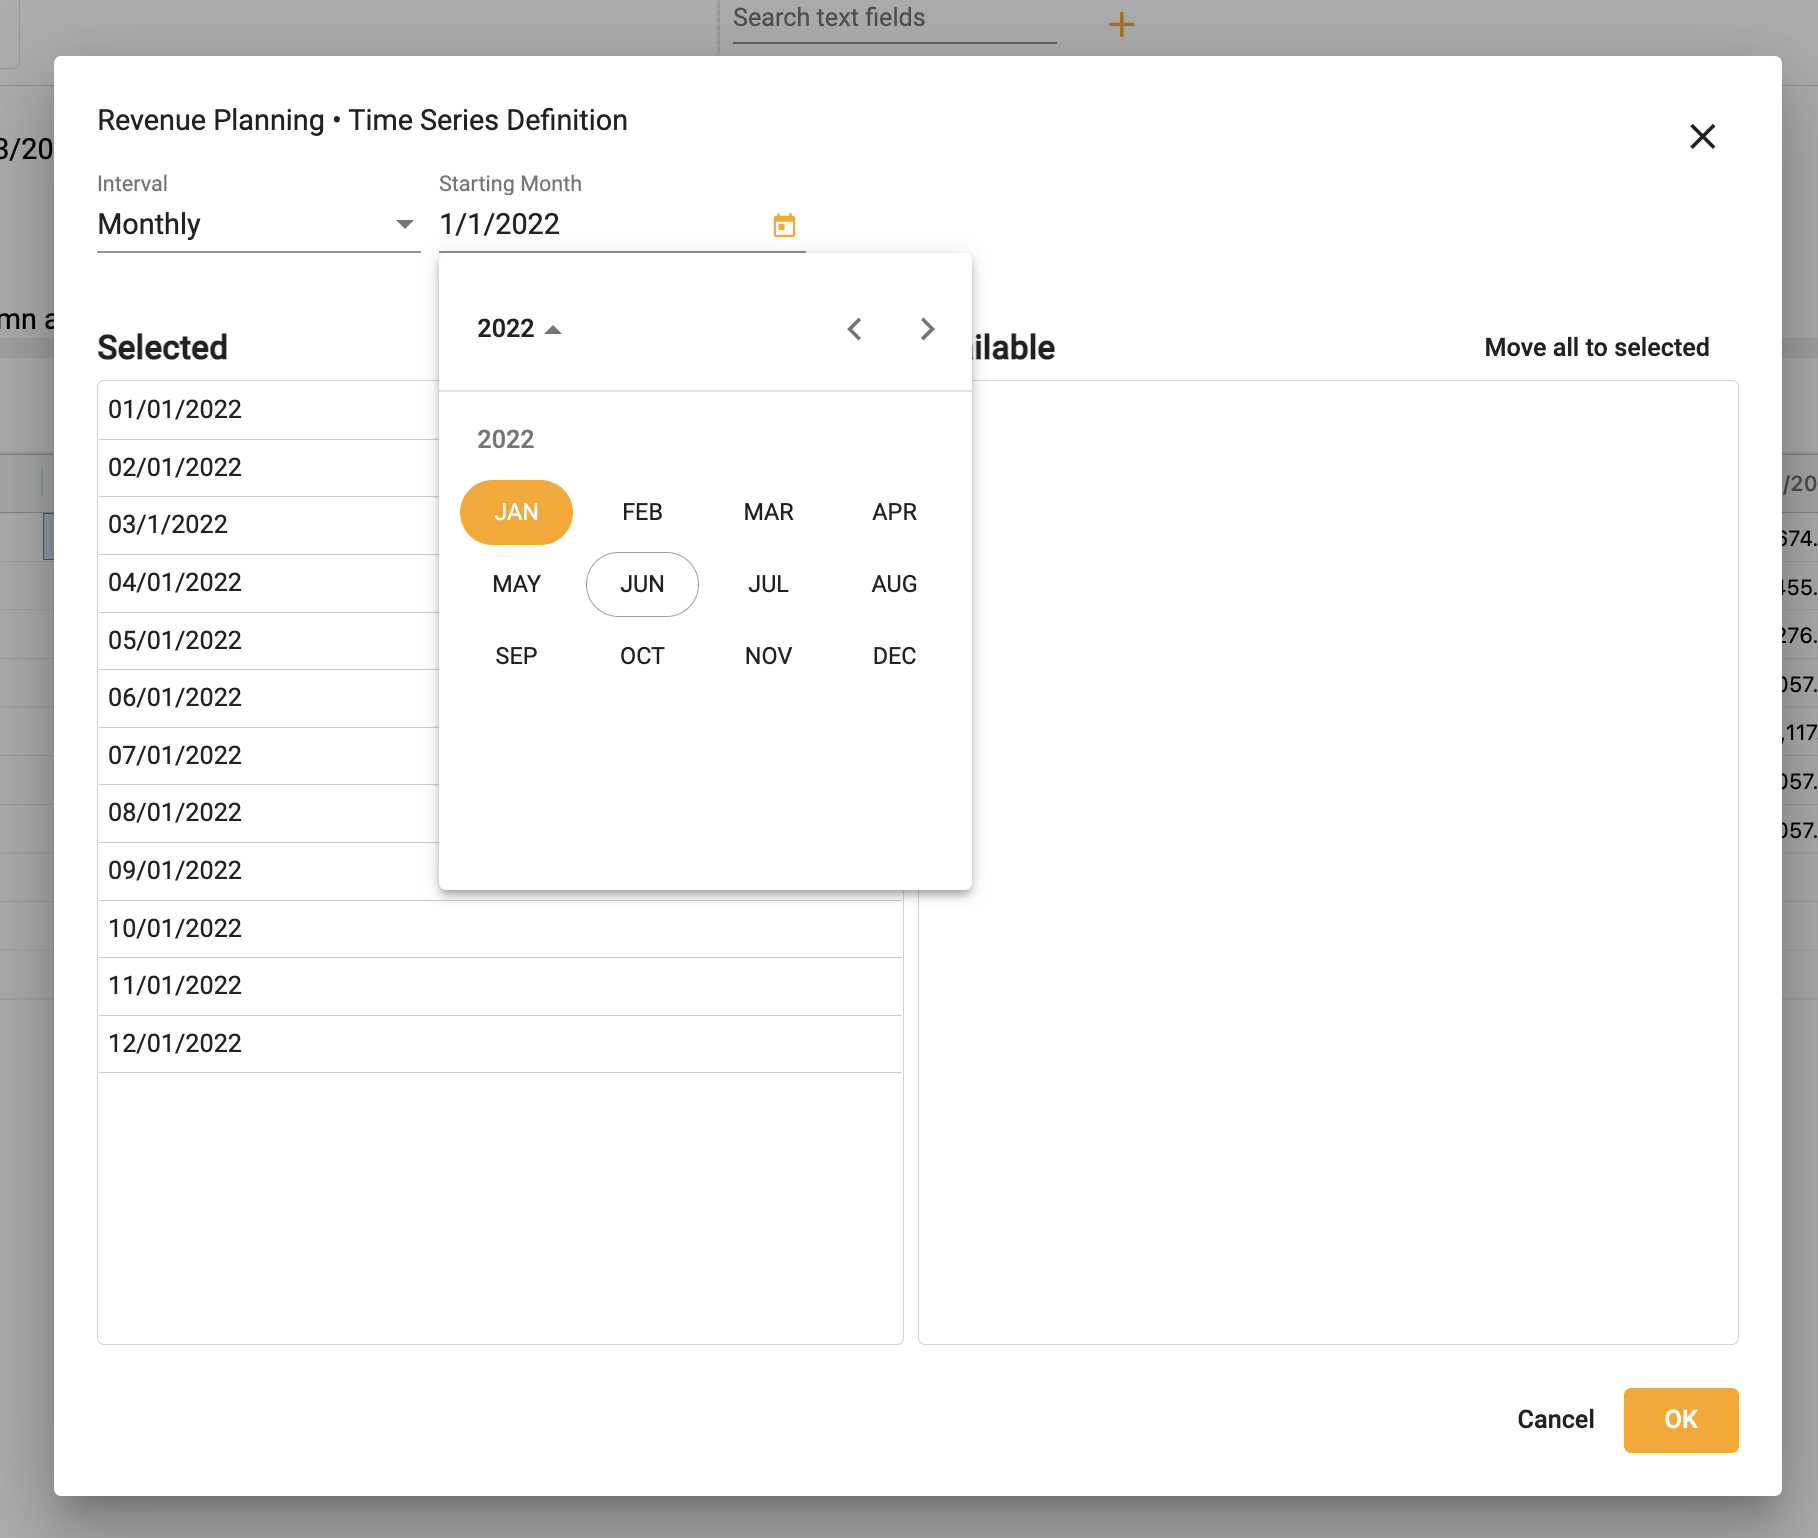 Search text fields
Revenue Planning • Time Series Definition
3/20
Interval
Starting Month
Monthly
1/1/2022
mn a
2022
Selected
ilable
Move all to selected
01/01/2022
2022
02/01/2022
/20
JAN FEB MAR APR
03/1/2022
674.
04/01/2022
MAY JUN JUL AUG
455.
05/01/2022
276.
SEP OCT NOV DEC
06/01/2022
057.
07/01/2022
,117
08/01/2022
057.
09/01/2022
057.
10/01/2022
11/01/2022
12/01/2022
Cancel
OK